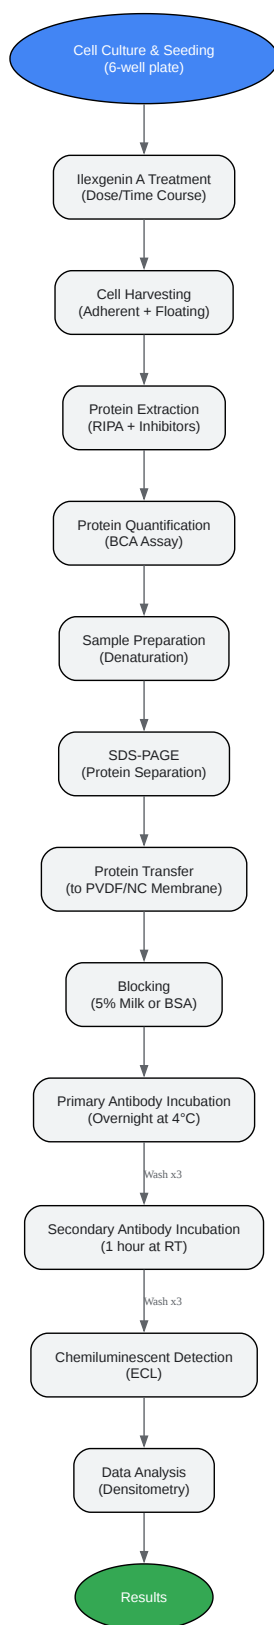 Cell Culture & Seeding
(6-well plate)
Ilexgenin A Treatment
(Dose/Time Course)
Cell Harvesting
(Adherent + Floating)
Protein Extraction
(RIPA + Inhibitors)
Protein Quantification
(BCA Assay)
Sample Preparation
(Denaturation)
SDS-PAGE
(Protein Separation)
Protein Transfer
(to PVDF/NC Membrane)
Blocking
(5% Milk or BSA)
Primary Antibody Incubation
(Overnight at 4°C)
Wash x3
Secondary Antibody Incubation
(1 hour at RT)
Wash x3
Chemiluminescent Detection
(ECL)
Data Analysis
(Densitometry)
Results